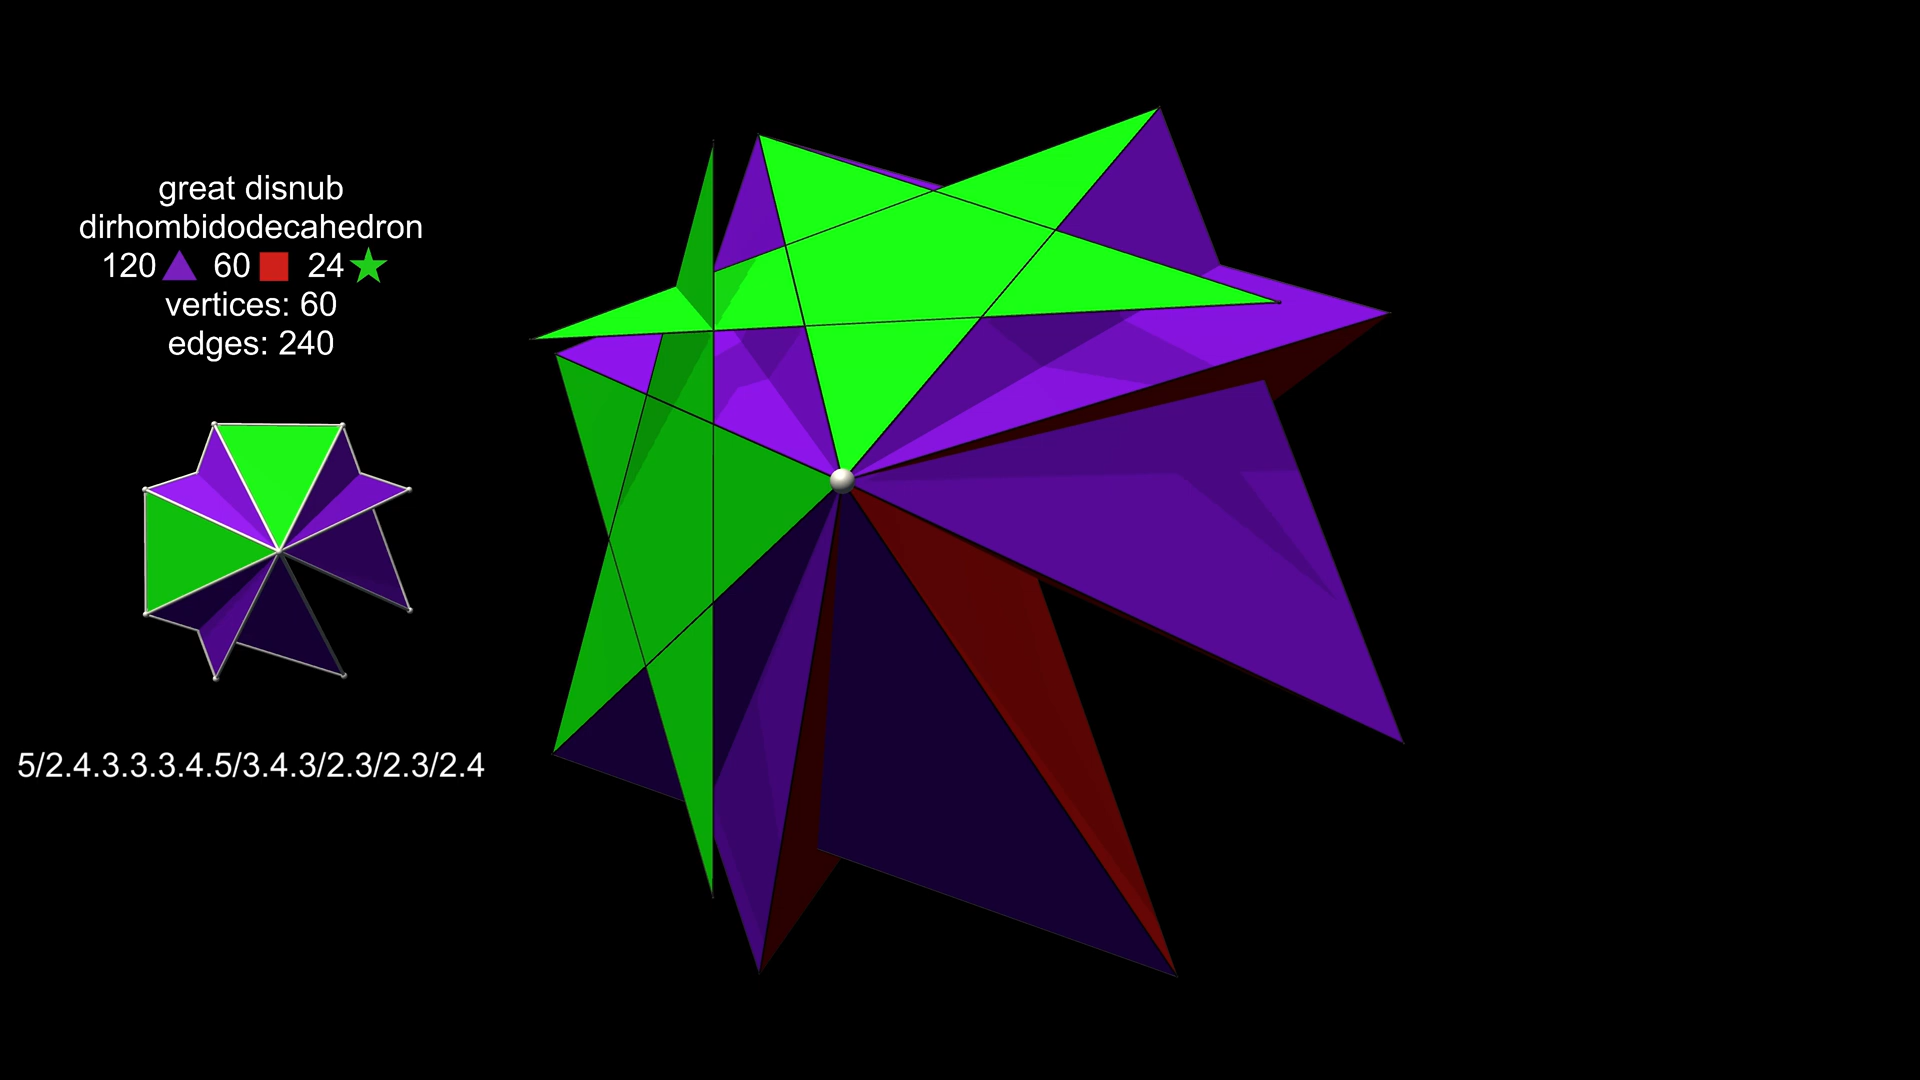 great disnub
dirhombidodecahedron
120 60 24
vertices: 60
edges: 240
5/2.4.3.3.3.4.5/3.4.3/2.3/2.3/2.4